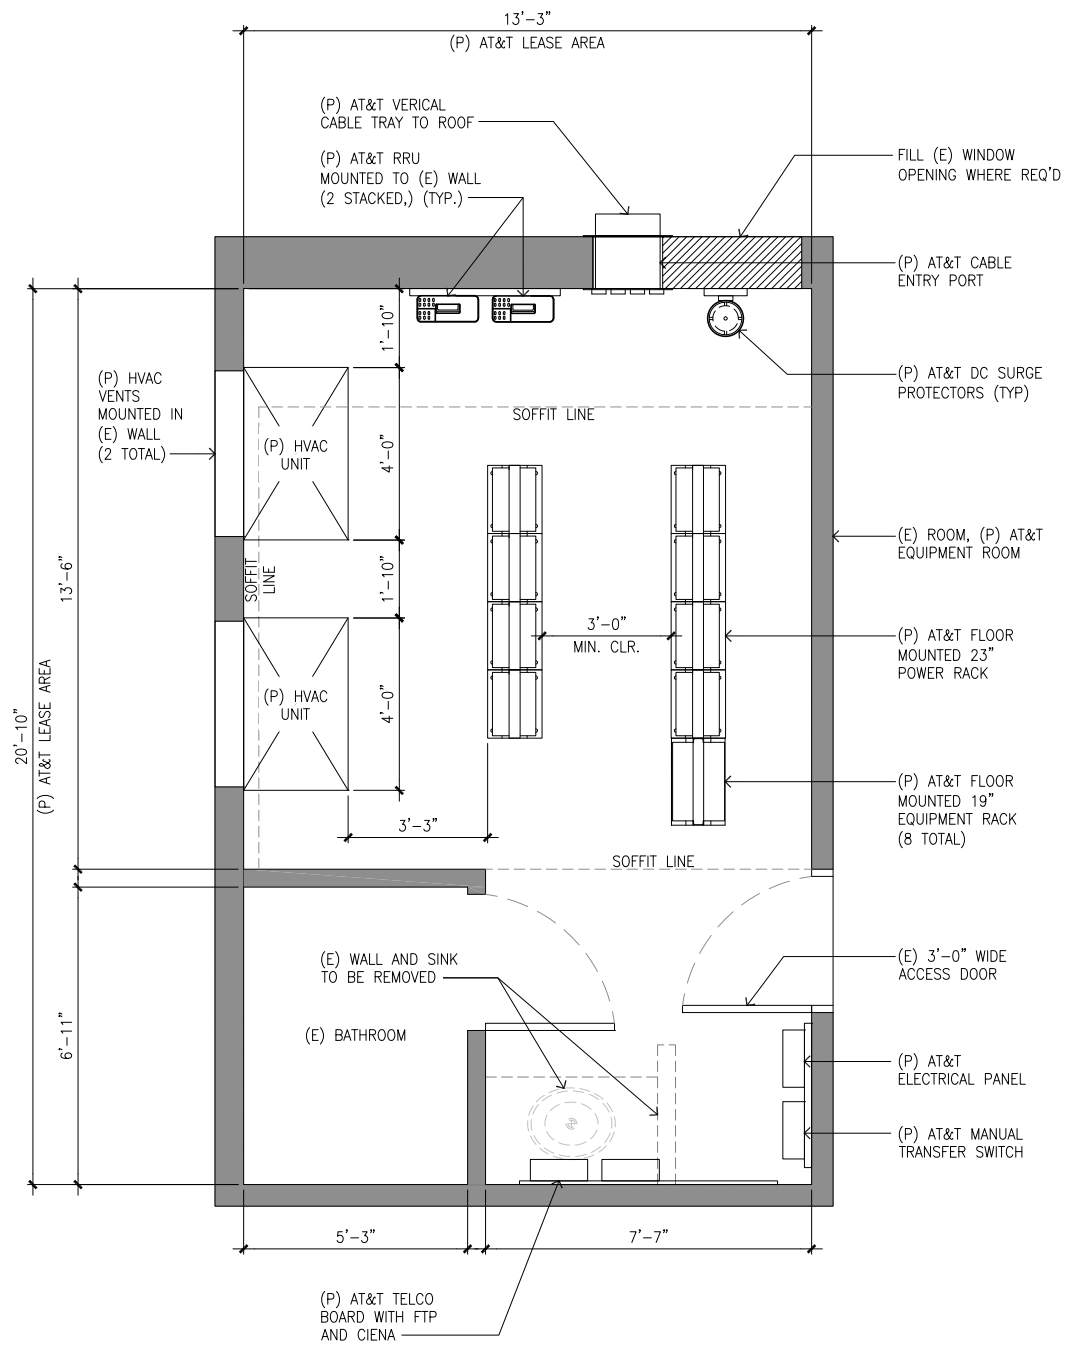 13'-3"
(P) AT&T LEASE AREA
(P) AT&T VERICAL
CABLE TRAY TO ROOF
(P) AT&T RRU
MOUNTED TO (E) WALL
(2 STACKED,) (TYP.)
FILL (E) WINDOW
OPENING WHERE REQ'D
(P) AT&T CABLE
ENTRY PORT
1'-10"
(P) AT&T DC SURGE
PROTECTORS (TYP)
(P) HVAC
VENTS
MOUNTED IN
(E) WALL
(2 TOTAL)
SOFFIT LINE
(P) HVAC
UNIT
4'-0"
(E) ROOM, (P) AT&T
EQUIPMENT ROOM
13'-6"
SOFFIT
LINE
1'-10"
3'-0"
MIN. CLR.
(P) AT&T FLOOR
MOUNTED 23"
POWER RACK
20'-10"
(P) AT&T LEASE AREA
(P) HVAC
UNIT
4'-0"
(P) AT&T FLOOR
MOUNTED 19"
EQUIPMENT RACK
(8 TOTAL)
3'-3"
SOFFIT LINE
(E) WALL AND SINK
TO BE REMOVED
(E) 3'-0" WIDE
ACCESS DOOR
6'-11"
(E) BATHROOM
(P) AT&T
ELECTRICAL PANEL
(P) AT&T MANUAL
TRANSFER SWITCH
5'-3"
7'-7"
(P) AT&T TELCO
BOARD WITH FTP
AND CIENA